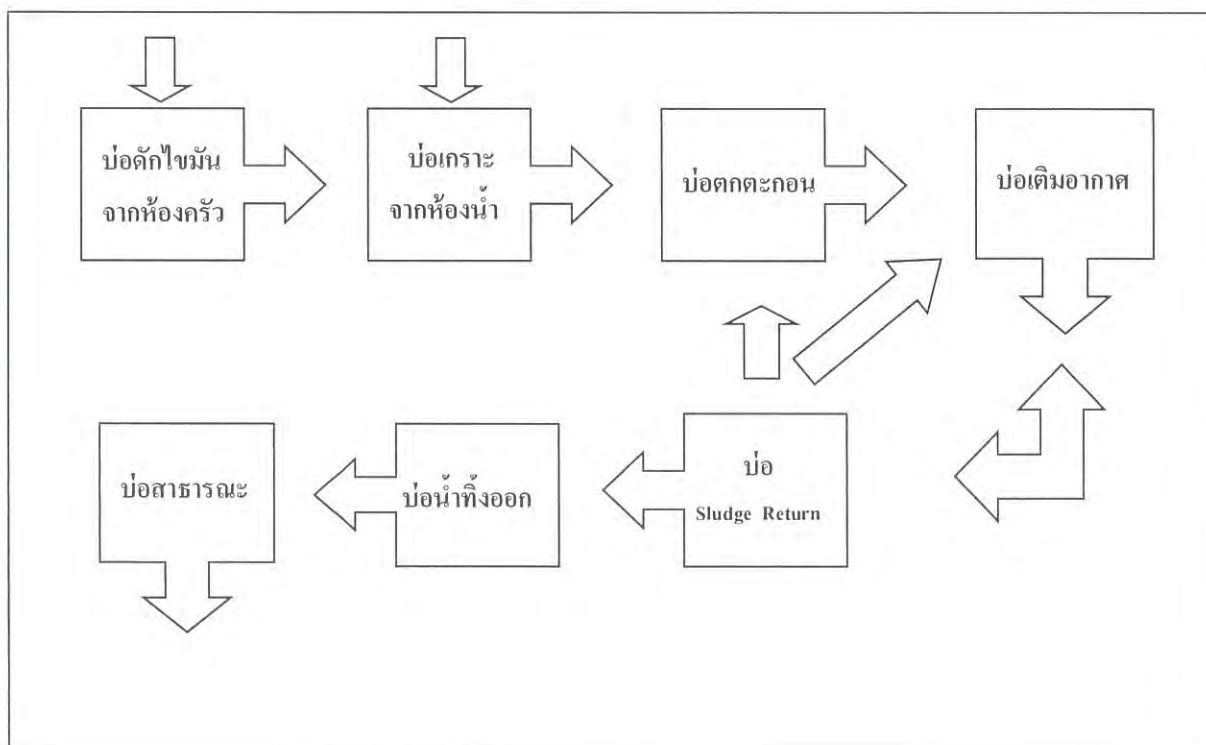 บ่อดักไขมัน
จากห้องครัว
บ่อเกราะ
จากห้องน้ำ
บ่อตกตะกอน
บ่อเติมอากาศ
บ่อสาธารณะ
บ่อน้ำทิ้งออก
บ่อ
Sludge Return